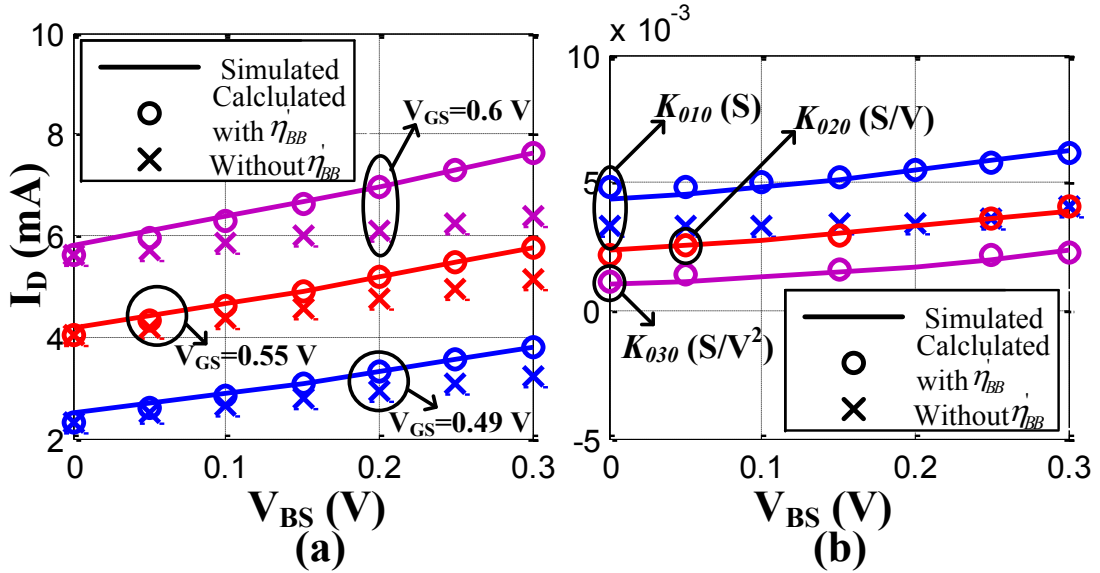 10
8
6
4
2
0
0.1
0.2
0.3
I_D (mA)
V_BS (V)
Simulated
Calclulated
with η'_BB
Without η'_BB
V_GS=0.6 V
V_GS=0.55 V
V_GS=0.49 V
(a)
x 10^-3
10
5
0
-5
0
0.1
0.2
0.3
K_010 (S)
K_020 (S/V)
K_030 (S/V^2)
Simulated
Calclulated
with η'_BB
Without η'_BB
V_BS (V)
(b)